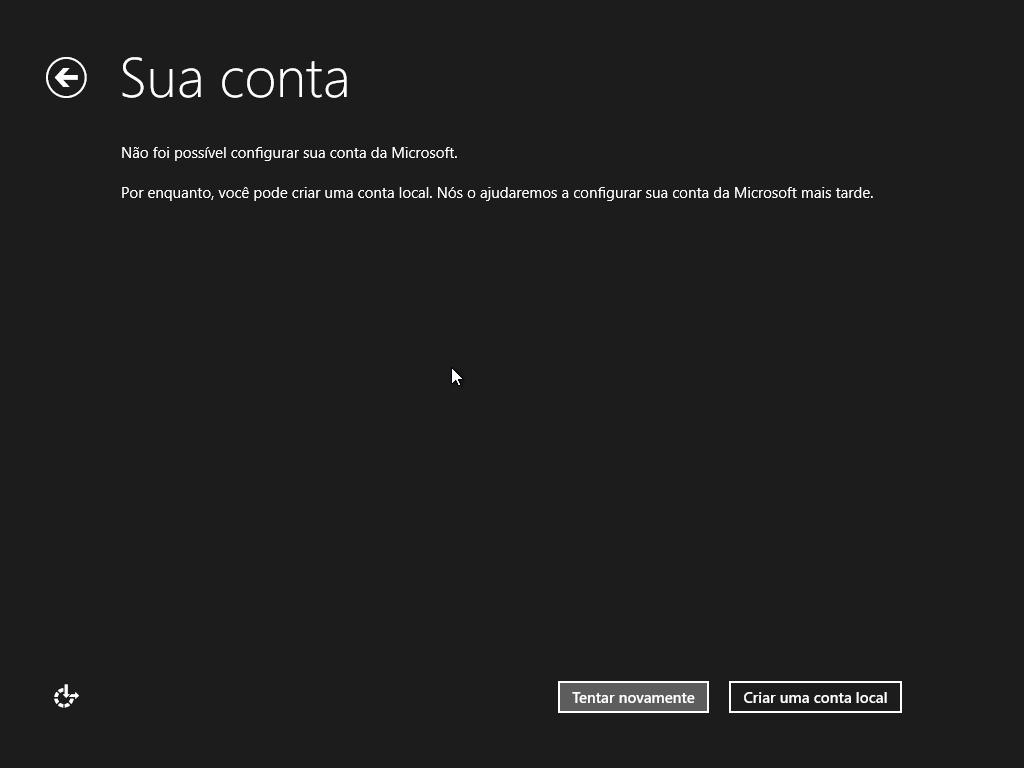 Sua conta
Não foi possível configurar sua conta da Microsoft.
Por enquanto, você pode criar uma conta local. Nós o ajudaremos a configurar sua conta da Microsoft mais tarde.
Tentar novamente
Criar uma conta local